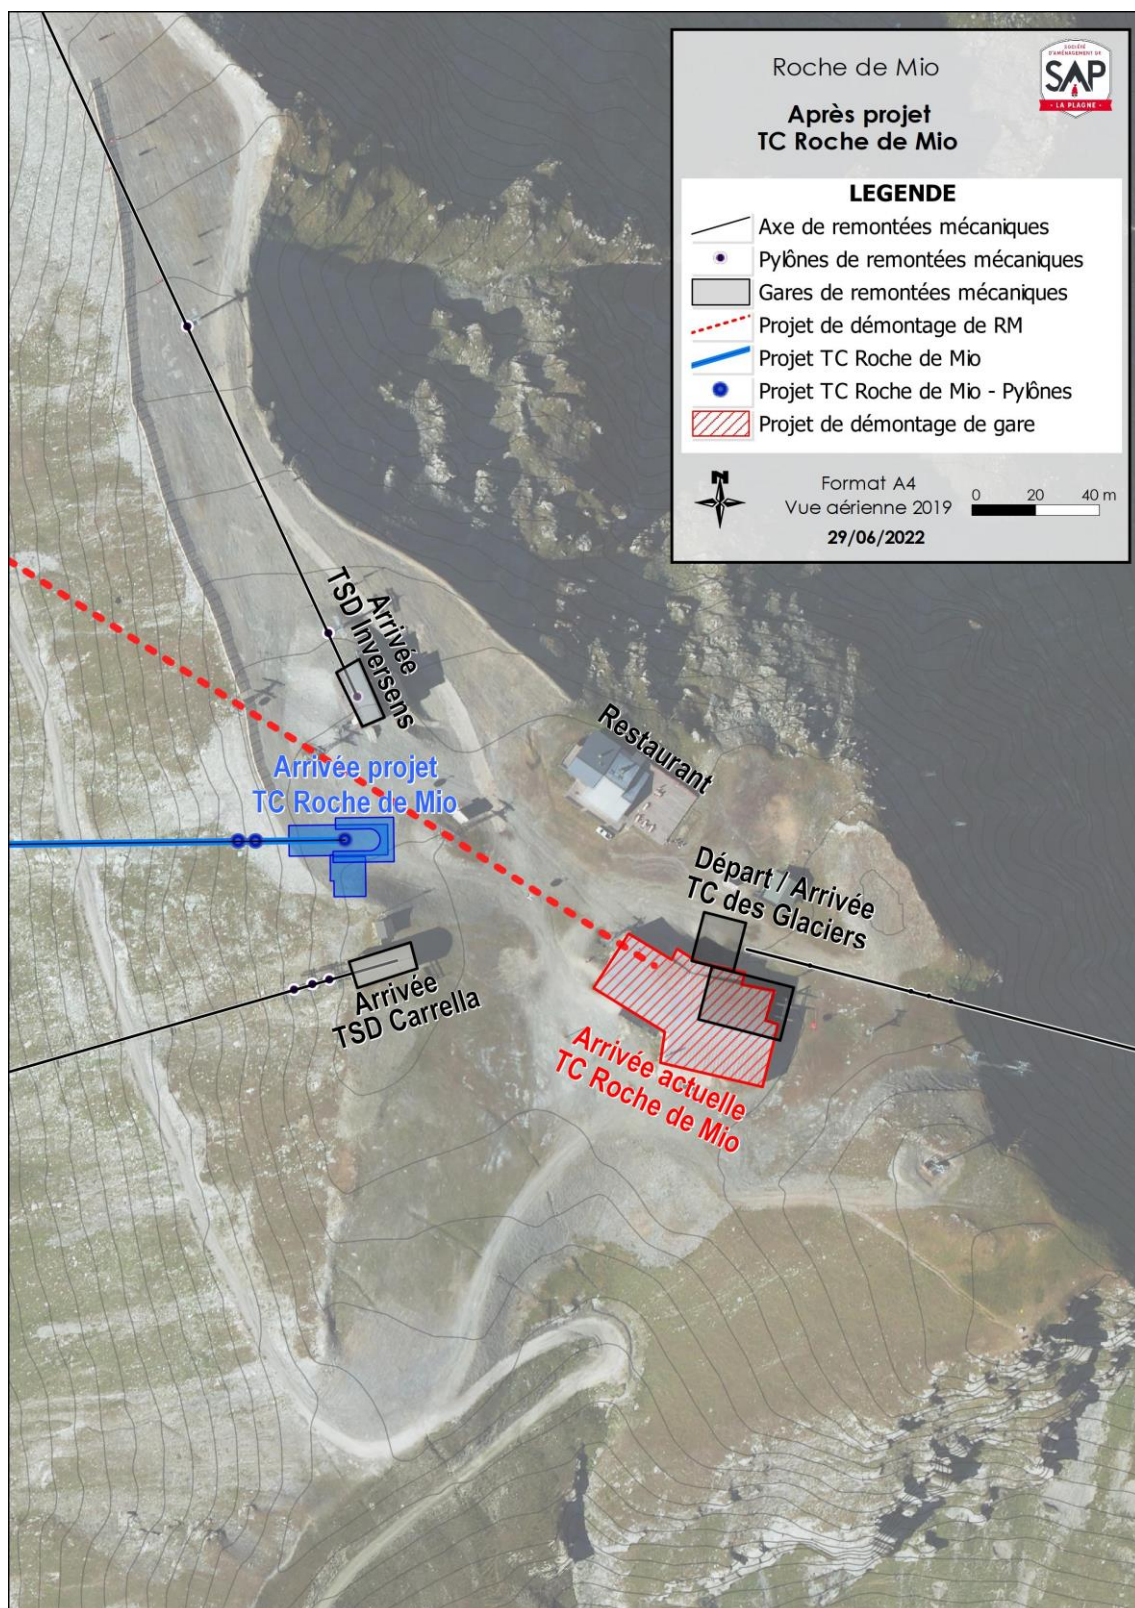 Roche de Mio
SOCIÉTÉ
D'AMÉNAGEMENT DE
SAP
- LA PLAGNE -
Après projet
TC Roche de Mio
LEGENDE
Axe de remontées mécaniques
Pylônes de remontées mécaniques
Gares de remontées mécaniques
Projet de démontage de RM
Projet TC Roche de Mio
Projet TC Roche de Mio - Pylônes
Projet de démontage de gare
N
Format A4
Vue aérienne 2019
29/06/2022
0 20 40 m
Arrivée
TSD Inversens
Restaurant
Arrivée projet
TC Roche de Mio
Départ / Arrivée
TC des Glaciers
Arrivée
TSD Carrella
Arrivée actuelle
TC Roche de Mio